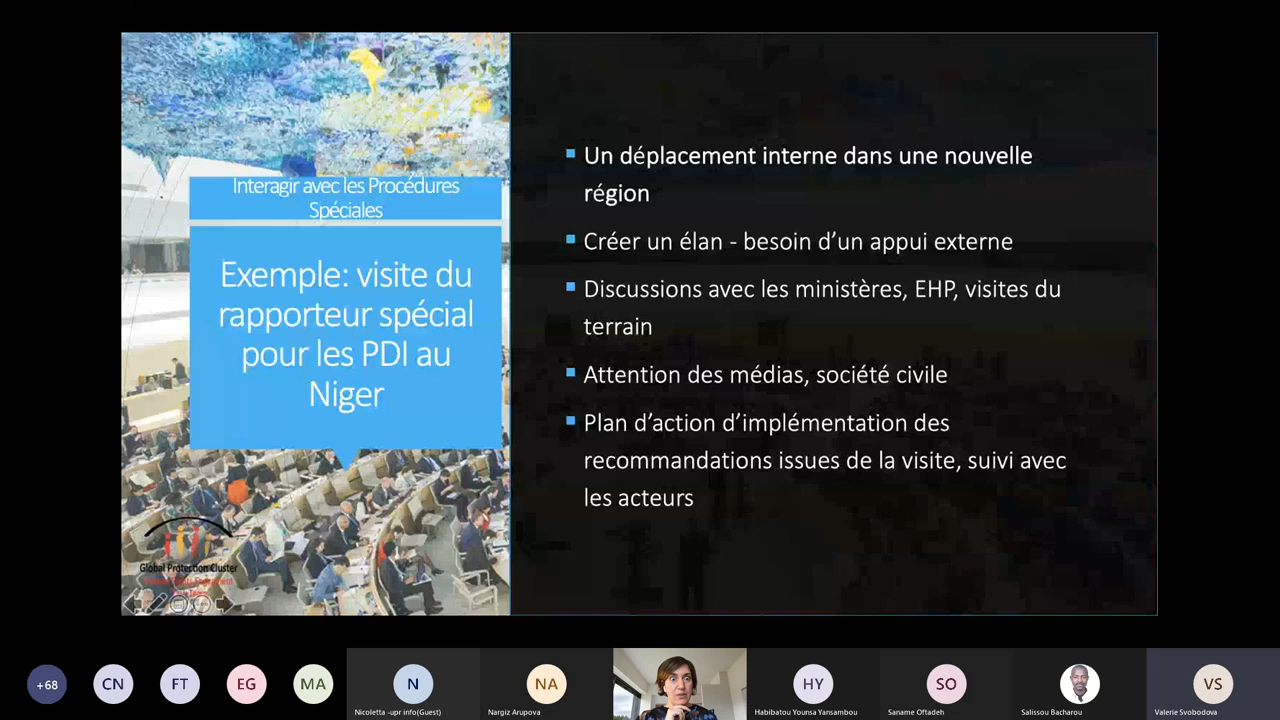 Interagir avec les Procédures
Spéciales
Exemple: visite du
rapporteur spécial
pour les PDI au
Niger
Global Protection Cluster
Un déplacement interne dans une nouvelle
région
Créer un élan - besoin d’un appui externe
Discussions avec les ministères, EHP, visites du
terrain
Attention des médias, société civile
Plan d’action d’implémentation des
recommandations issues de la visite, suivi avec
les acteurs
+68
CN
FT
EG
MA
N
NA
HY
SO
VS
Nicoletta -upr info(Guest)
Nargiz Arupova
Habibatou Younsa Yansambou
Saname Oftadeh
Salissou Bacharou
Valerie Svobodova